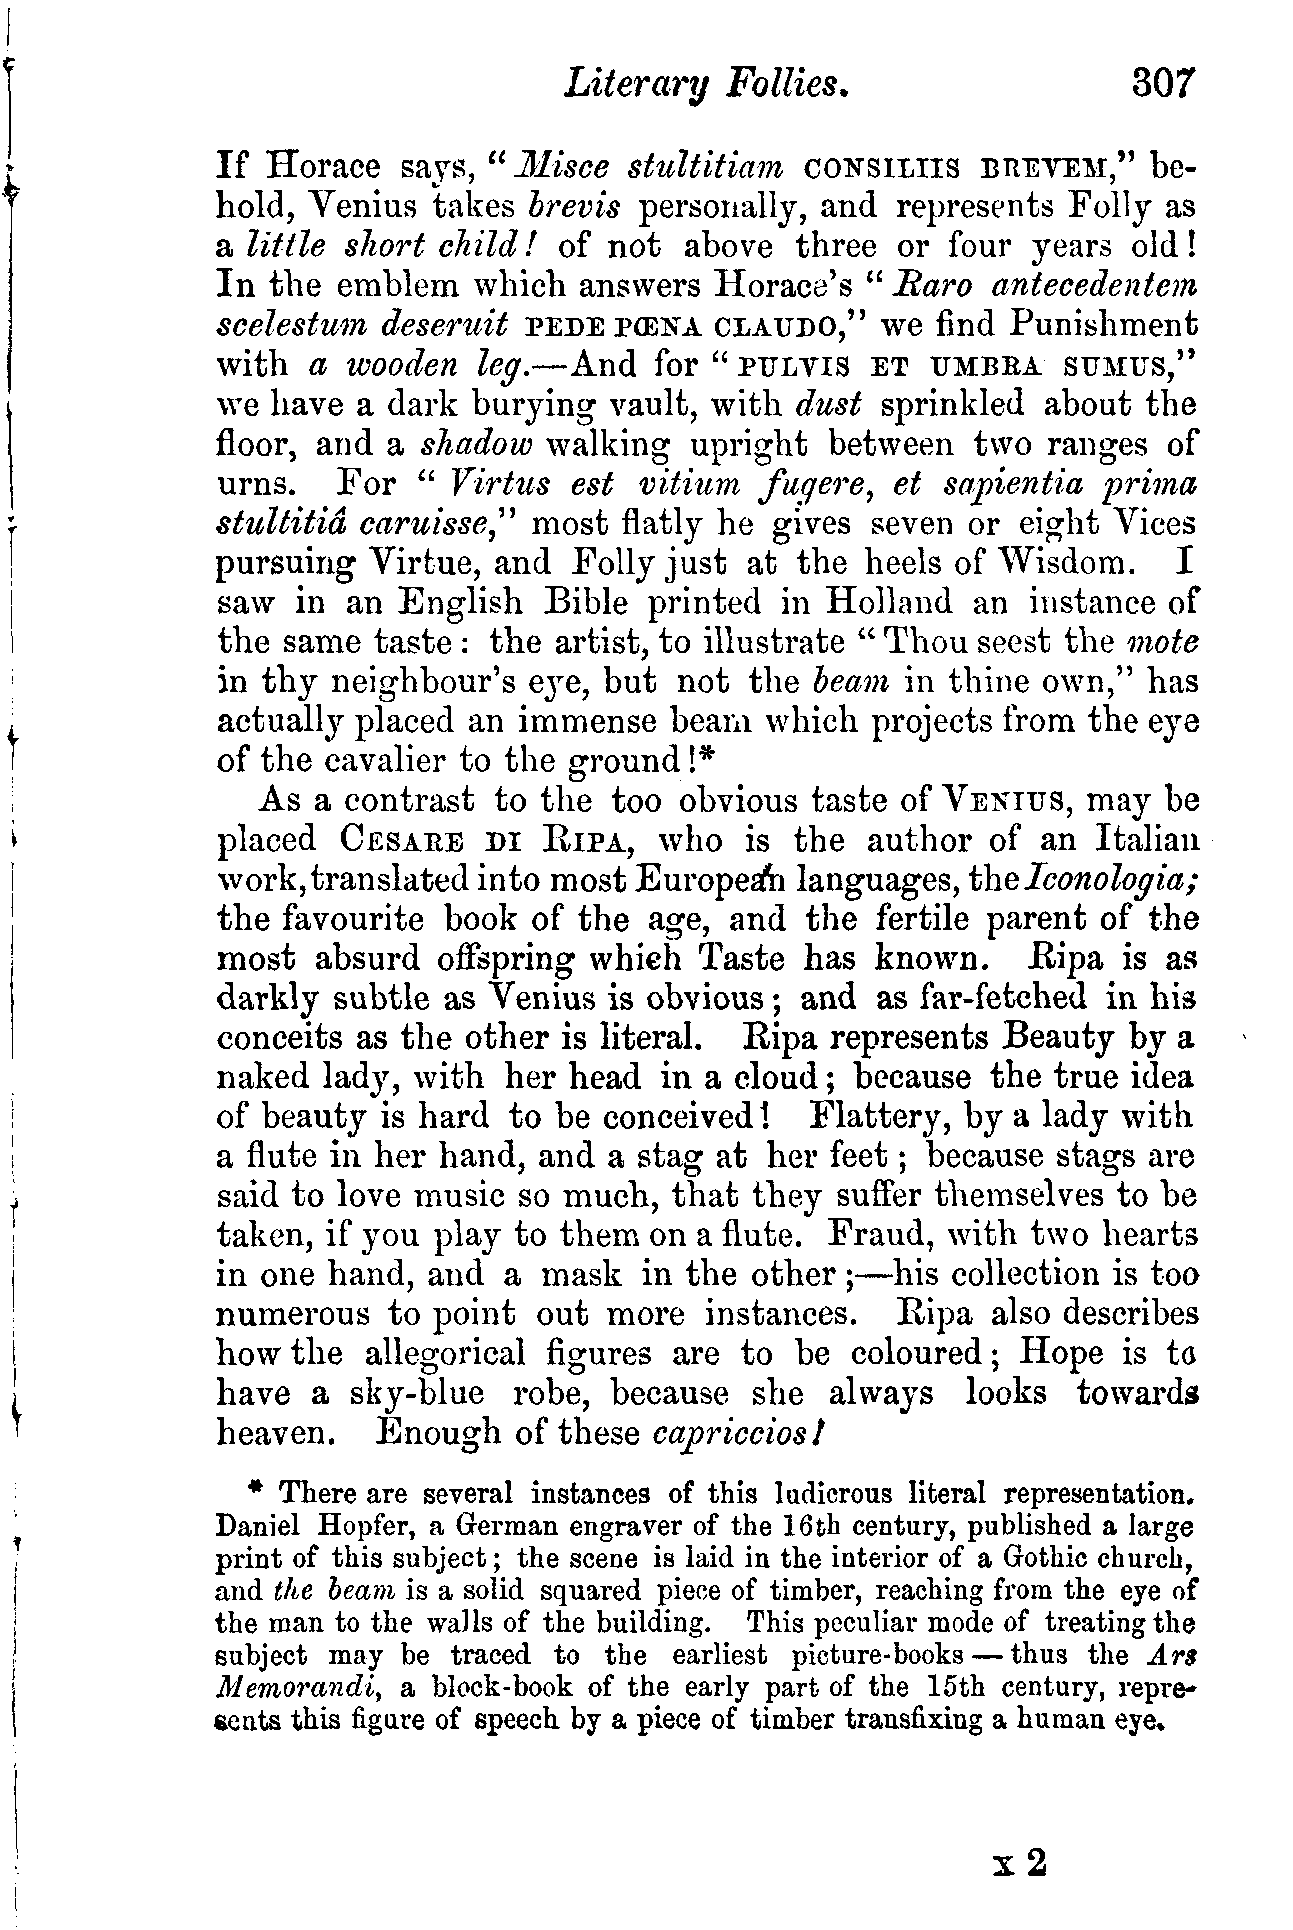 Literary Follies. 307
If Horace says, “Misce stultitiam CONSILIIS BREVEM,” be-
hold, Venius takes brevis personally, and represents Folly as
a little short child! of not above three or four years old!
In the emblem which answers Horace's “Raro antecedentem
scelestum deseruit PEDE PŒNA CLAUDO,” we find Punishment
with a wooden leg.—And for “PULVIS ET UMBRA SUMUS,”
we have a dark burying vault, with dust sprinkled about the
floor, and a shadow walking upright between two ranges of
urns. For “Virtus est vitium fugere, et sapientia prima
stultitiâ caruisse,” most flatly he gives seven or eight Vices
pursuing Virtue, and Folly just at the heels of Wisdom. I
saw in an English Bible printed in Holland an instance of
the same taste: the artist, to illustrate “Thou seest the mote
in thy neighbour's eye, but not the beam in thine own,” has
actually placed an immense beam which projects from the eye
of the cavalier to the ground!*
As a contrast to the too obvious taste of VENIUS, may be
placed CESARE DI RIPA, who is the author of an Italian
work, translated into most European languages, the Iconologia;
the favourite book of the age, and the fertile parent of the
most absurd offspring which Taste has known. Ripa is as
darkly subtle as Venius is obvious; and as far-fetched in his
conceits as the other is literal. Ripa represents Beauty by a
naked lady, with her head in a cloud; because the true idea
of beauty is hard to be conceived! Flattery, by a lady with
a flute in her hand, and a stag at her feet; because stags are
said to love music so much, that they suffer themselves to be
taken, if you play to them on a flute. Fraud, with two hearts
in one hand, and a mask in the other;—his collection is too
numerous to point out more instances. Ripa also describes
how the allegorical figures are to be coloured; Hope is to
have a sky-blue robe, because she always looks towards
heaven. Enough of these capriccios!
* There are several instances of this ludicrous literal representation.
Daniel Hopfer, a German engraver of the 16th century, published a large
print of this subject; the scene is laid in the interior of a Gothic church,
and the beam is a solid squared piece of timber, reaching from the eye of
the man to the walls of the building. This peculiar mode of treating the
subject may be traced to the earliest picture-books—thus the Ars
Memorandi, a block-book of the early part of the 15th century, repre-
sents this figure of speech by a piece of timber transfixing a human eye.
X 2